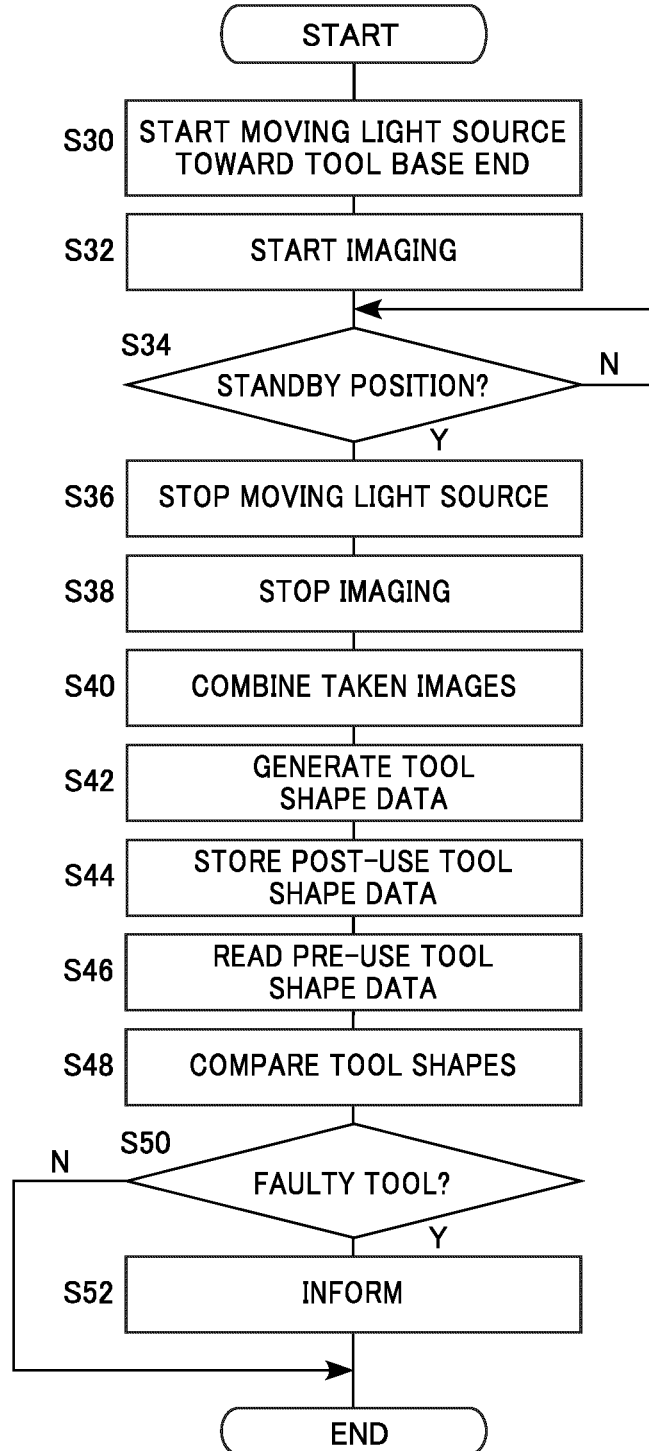 START
S30
START MOVING LIGHT SOURCE
TOWARD TOOL BASE END
S32
START IMAGING
S34
STANDBY POSITION?
N
Y
S36
STOP MOVING LIGHT SOURCE
S38
STOP IMAGING
S40
COMBINE TAKEN IMAGES
S42
GENERATE TOOL
SHAPE DATA
S44
STORE POST-USE TOOL
SHAPE DATA
S46
READ PRE-USE TOOL
SHAPE DATA
S48
COMPARE TOOL SHAPES
S50
N
FAULTY TOOL?
Y
S52
INFORM
END